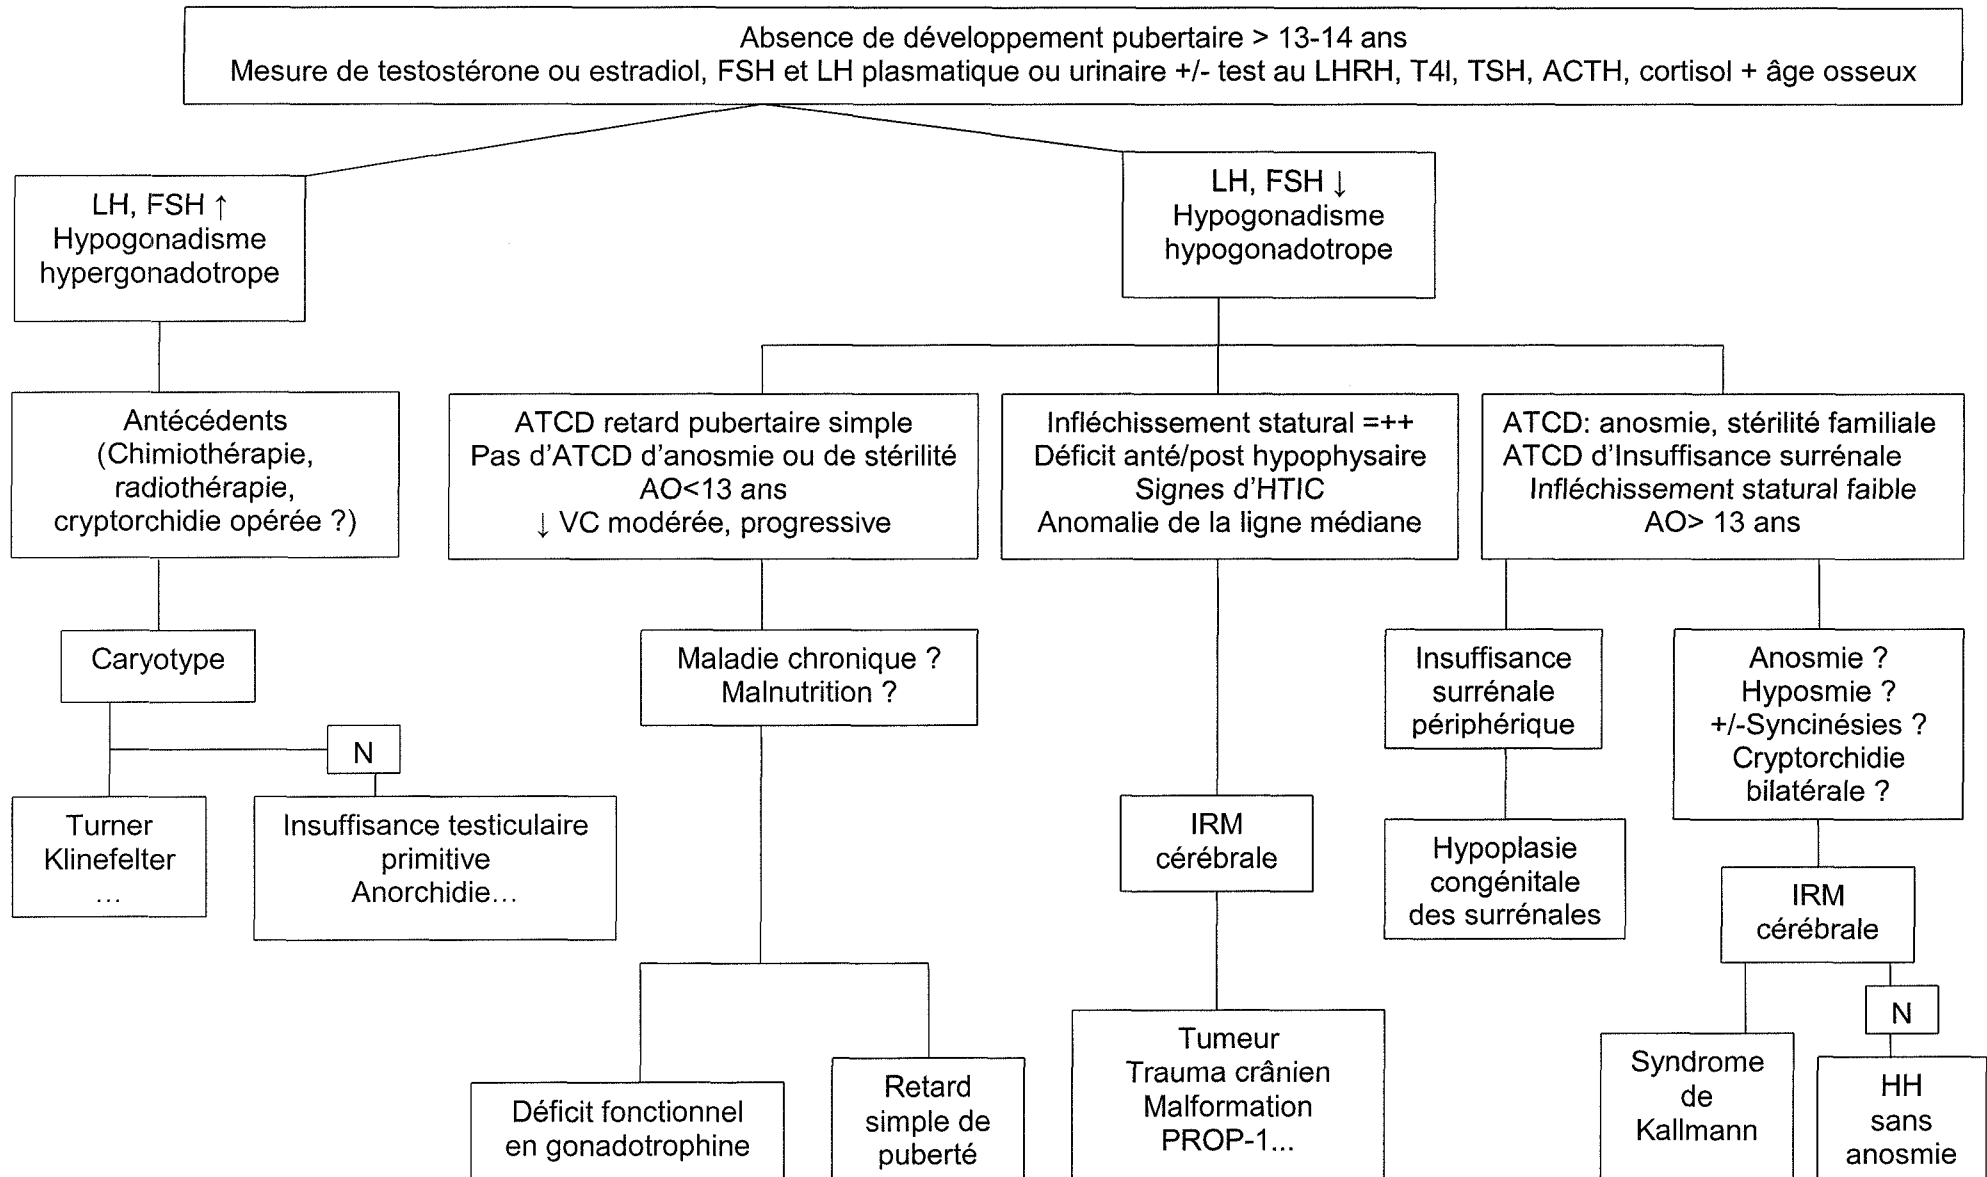 Absence de développement pubertaire > 13-14 ans
Mesure de testostérone ou estradiol, FSH et LH plasmatique ou urinaire +/- test au LHRH, T4l, TSH, ACTH, cortisol + âge osseux
LH, FSH ↑
Hypogonadisme
hypergonadotrope
LH, FSH ↓
Hypogonadisme
hypogonadotrope
Antécédents
(Chimiothérapie,
radiothérapie,
cryptorchidie opérée ?)
ATCD retard pubertaire simple
Pas d'ATCD d'anosmie ou de stérilité
AO<13 ans
↓ VC modérée, progressive
Infléchissement statural =++
Déficit anté/post hypophysaire
Signes d'HTIC
Anomalie de la ligne médiane
ATCD: anosmie, stérilité familiale
ATCD d'Insuffisance surrénale
Infléchissement statural faible
AO> 13 ans
Caryotype
N
Turner
Klinefelter
…
Insuffisance testiculaire
primitive
Anorchidie…
Maladie chronique ?
Malnutrition ?
Déficit fonctionnel
en gonadotrophine
Retard
simple de
puberté
IRM
cérébrale
Tumeur
Trauma crânien
Malformation
PROP-1...
Insuffisance
surrénale
périphérique
Hypoplasie
congénitale
des surrénales
Anosmie ?
Hyposmie ?
+/-Syncinésies ?
Cryptorchidie
bilatérale ?
IRM
cérébrale
N
Syndrome
de
Kallmann
HH
sans
anosmie